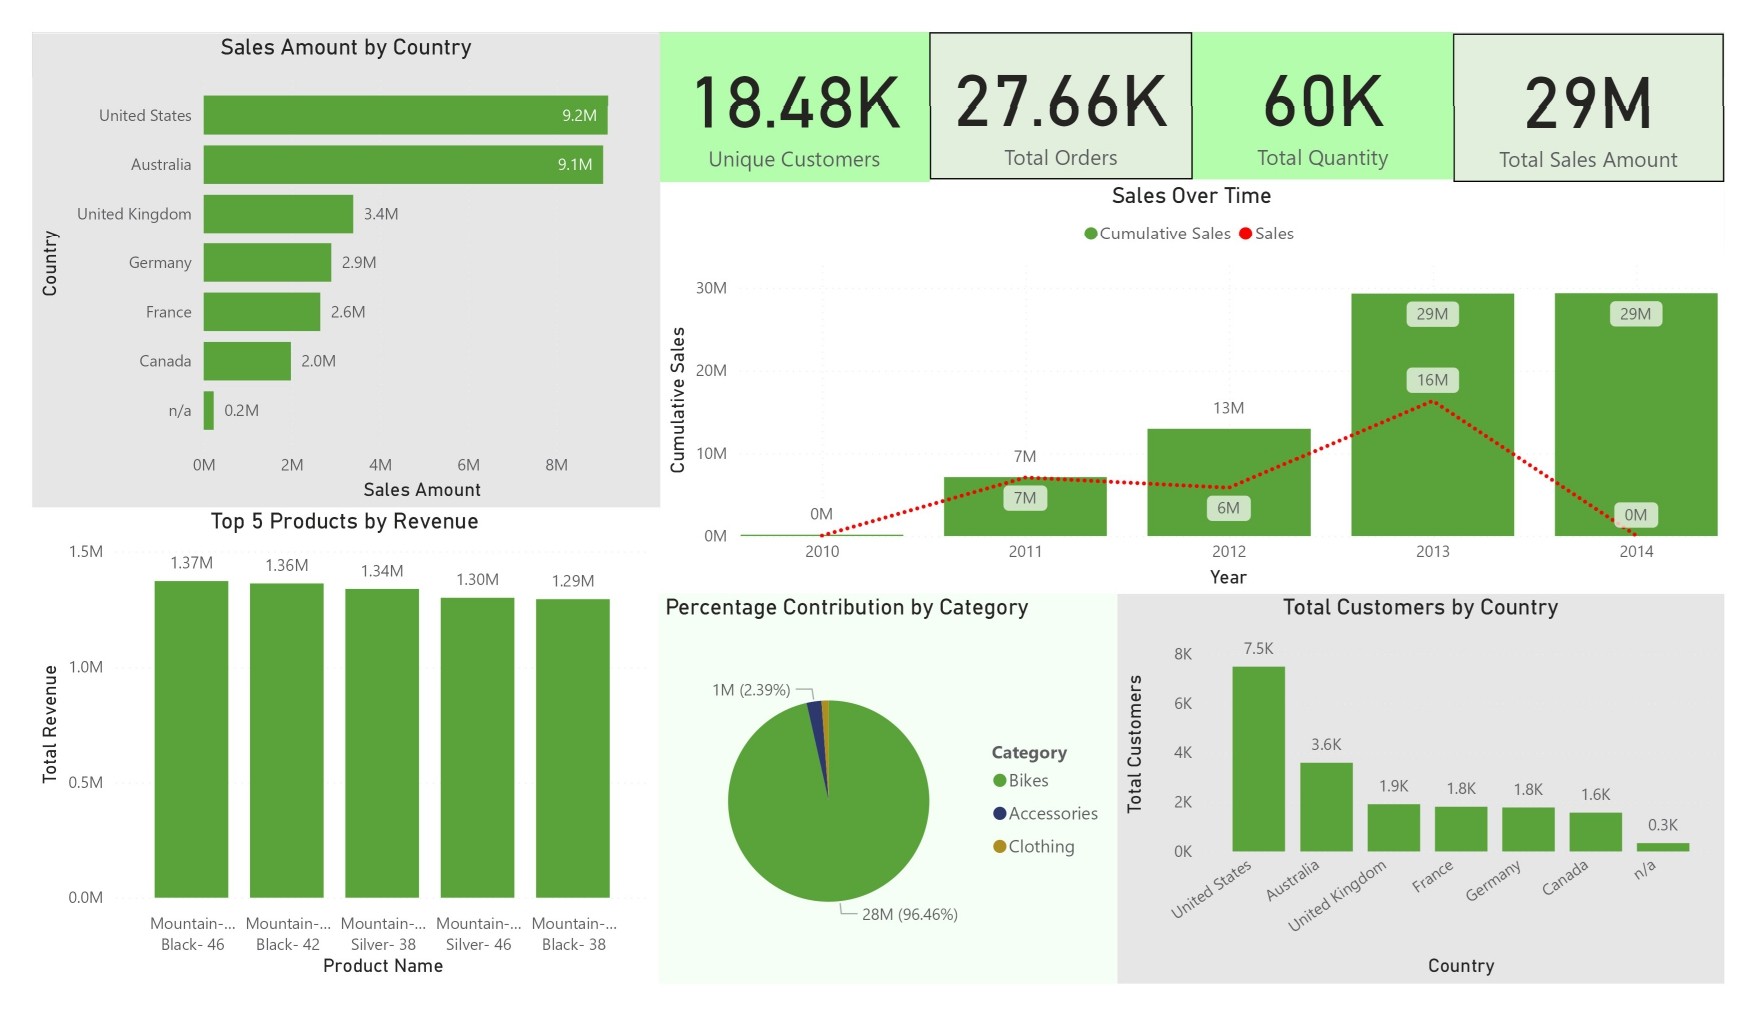 Sales Amount by Country
United States
9.2M
Australia
9.1M
United Kingdom
3.4M
Germany
2.9M
France
2.6M
Canada
2.0M
n/a
0.2M
Country
0M 2M 4M 6M 8M
Sales Amount
18.48K
Unique Customers
27.66K
Total Orders
60K
Total Quantity
29M
Total Sales Amount
Sales Over Time
Cumulative Sales Sales
Cumulative Sales
30M
20M
10M
0M
0M
7M
7M
13M
6M
29M
16M
29M
0M
2010 2011 2012 2013 2014
Year
Top 5 Products by Revenue
Total Revenue
1.5M
1.0M
0.5M
0.0M
1.37M 1.36M 1.34M 1.30M 1.29M
Mountain-... Mountain-... Mountain-... Mountain-... Mountain-...
Black- 46 Black- 42 Silver- 38 Silver- 46 Black- 38
Product Name
Percentage Contribution by Category
1M (2.39%)
28M (96.46%)
Category
Bikes
Accessories
Clothing
Total Customers by Country
Total Customers
8K
6K
4K
2K
0K
7.5K
3.6K
1.9K
1.8K
1.8K
1.6K
0.3K
United States
Australia
United Kingdom
France
Germany
Canada
n/a
Country